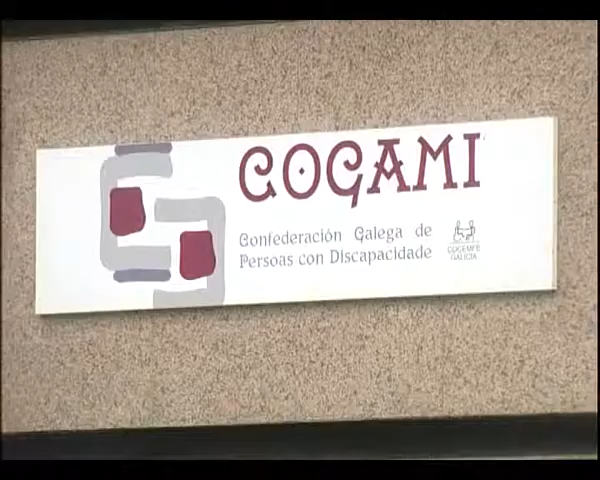 COGAMI
Confederación Galega de
Persoas con Discapacidade
COCEMFE
GALICIA